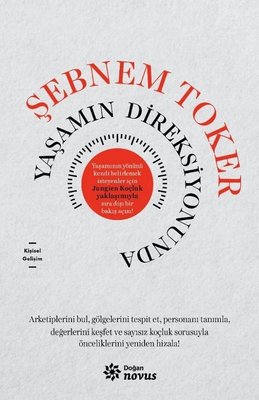 ŞEBNEM TOKER
YAŞAMIN DİREKSİYONUNDA
Yaşamının yönünü
kendi belirlemek
isteyenler için
Jungien Koçluk
yaklaşımıyla
sıra dışı bir
bakış açısı!
Kişisel
Gelişim
Arketiplerini bul, gölgelerini tespit et, personanı tanımla,
değerlerini keşfet ve sayısız koçluk sorusuyla
önceliklerini yeniden hizala!
Doğan
novus